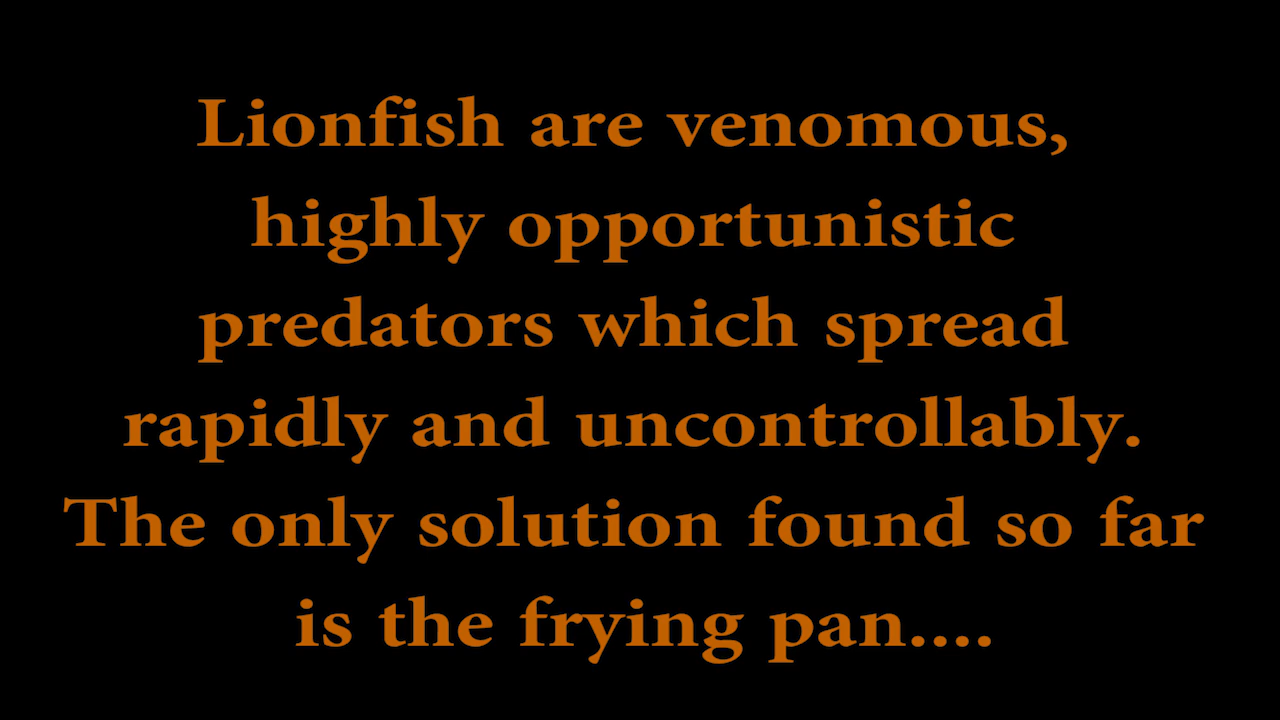 Lionfish are venomous,
highly opportunistic
predators which spread
rapidly and uncontrollably.
The only solution found so far
is the frying pan....